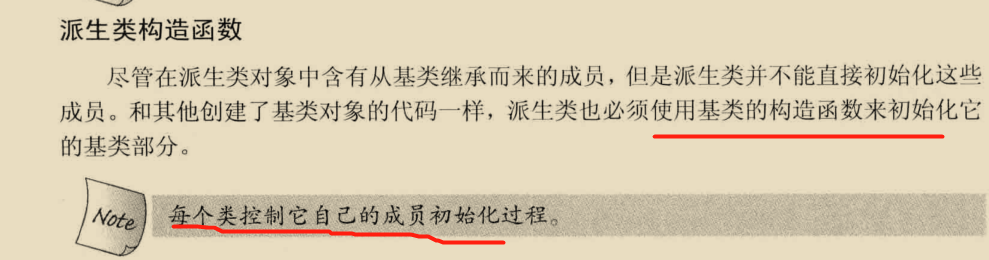 派生类构造函数
尽管在派生类对象中含有从基类继承而来的成员，但是派生类并不能直接初始化这些
成员。和其他创建了基类对象的代码一样，派生类也必须使用基类的构造函数来初始化它
的基类部分。
Note
每个类控制它自己的成员初始化过程。